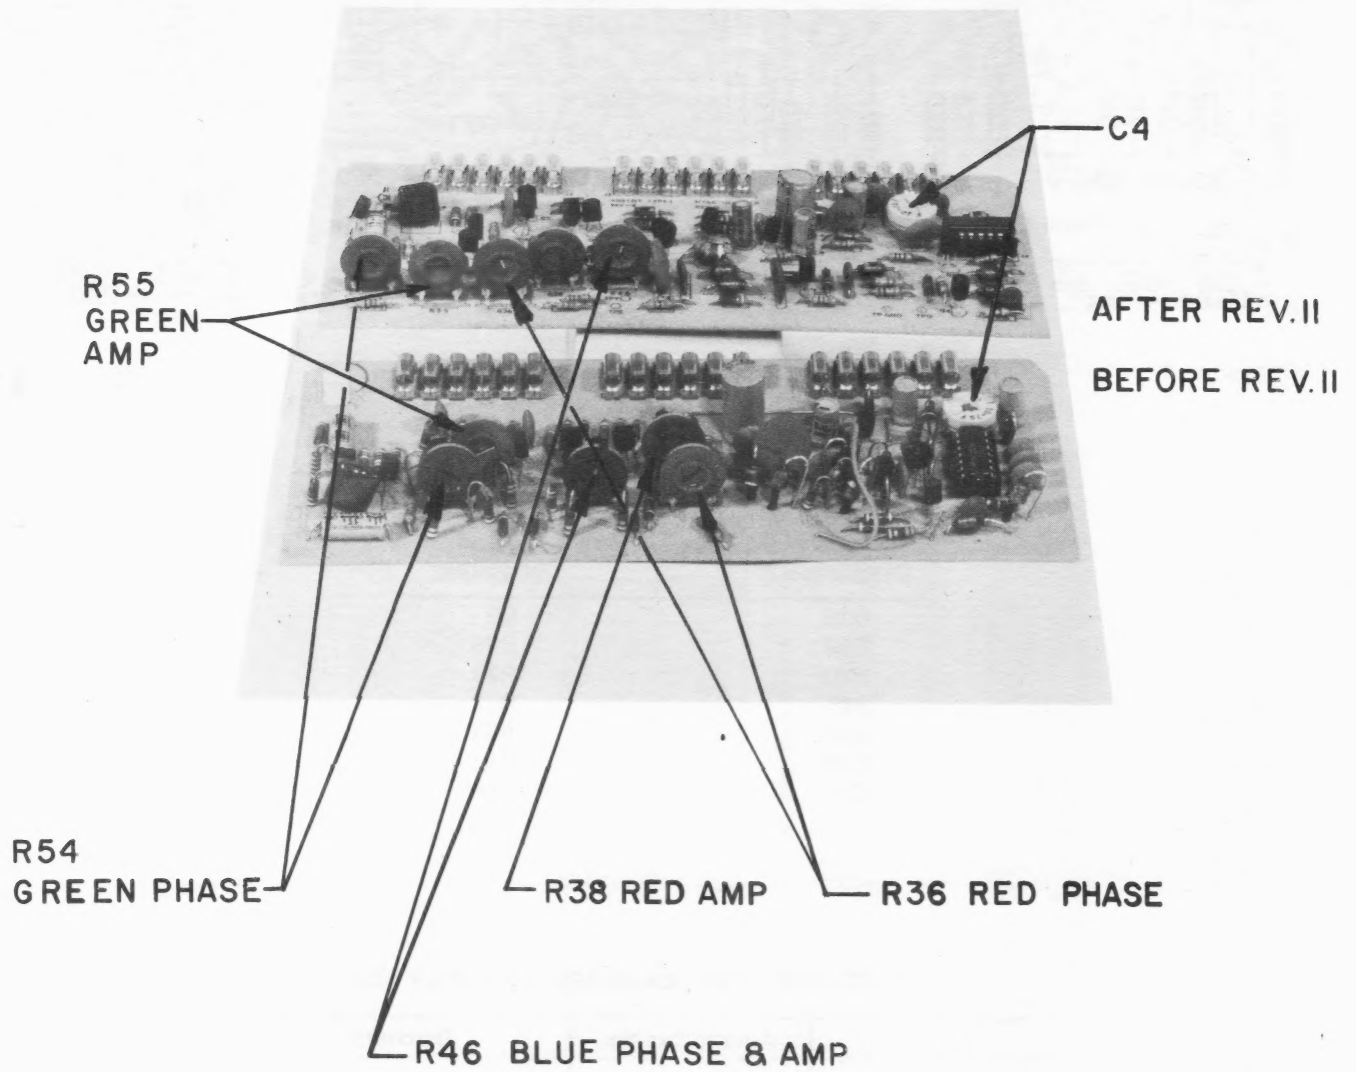 C4
R55
GREEN
AMP
AFTER REV.II
BEFORE REV.II
R54
GREEN PHASE
R38 RED AMP
R36 RED PHASE
R46 BLUE PHASE & AMP